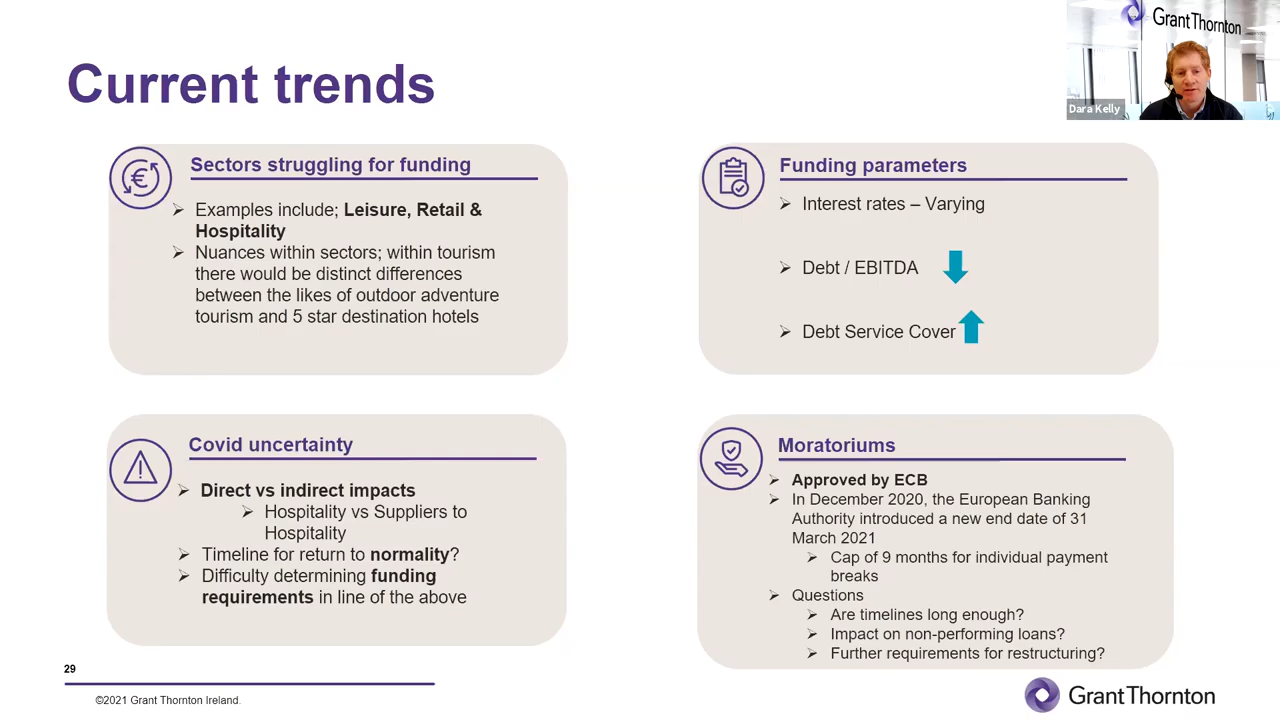 Current trends
GrantThornton
Dara Kelly
Sectors struggling for funding
Examples include; Leisure, Retail &
Hospitality
Nuances within sectors; within tourism
there would be distinct differences
between the likes of outdoor adventure
tourism and 5 star destination hotels
Funding parameters
Interest rates – Varying
Debt / EBITDA
Debt Service Cover
Covid uncertainty
Direct vs indirect impacts
Hospitality vs Suppliers to
Hospitality
Timeline for return to normality?
Difficulty determining funding
requirements in line of the above
Moratoriums
Approved by ECB
In December 2020, the European Banking
Authority introduced a new end date of 31
March 2021
Cap of 9 months for individual payment
breaks
Questions
Are timelines long enough?
Impact on non-performing loans?
Further requirements for restructuring?
29
©2021 Grant Thornton Ireland.
GrantThornton